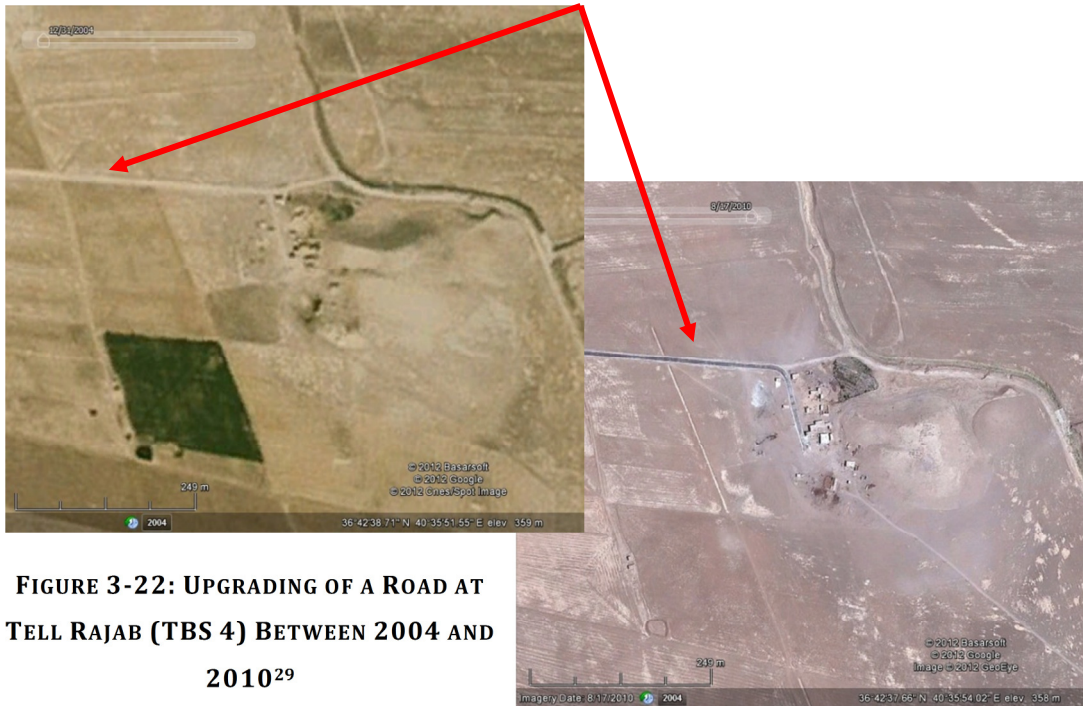 12/31/2004
© 2012 Basarsoft
© 2012 Google
© 2012 Cnes/Spot Image
249 m
2004
36°42'38.71" N 40°35'51.55" E elev 359 m
8/17/2010
FIGURE 3-22: UPGRADING OF A ROAD AT
TELL RAJAB (TBS 4) BETWEEN 2004 AND
2010²⁹
© 2012 Basarsoft
© 2012 Google
Image © 2012 GeoEye
249 m
Imagery Date: 8/17/2010 2004
36°42'37.66" N 40°35'54.02" E elev 358 m